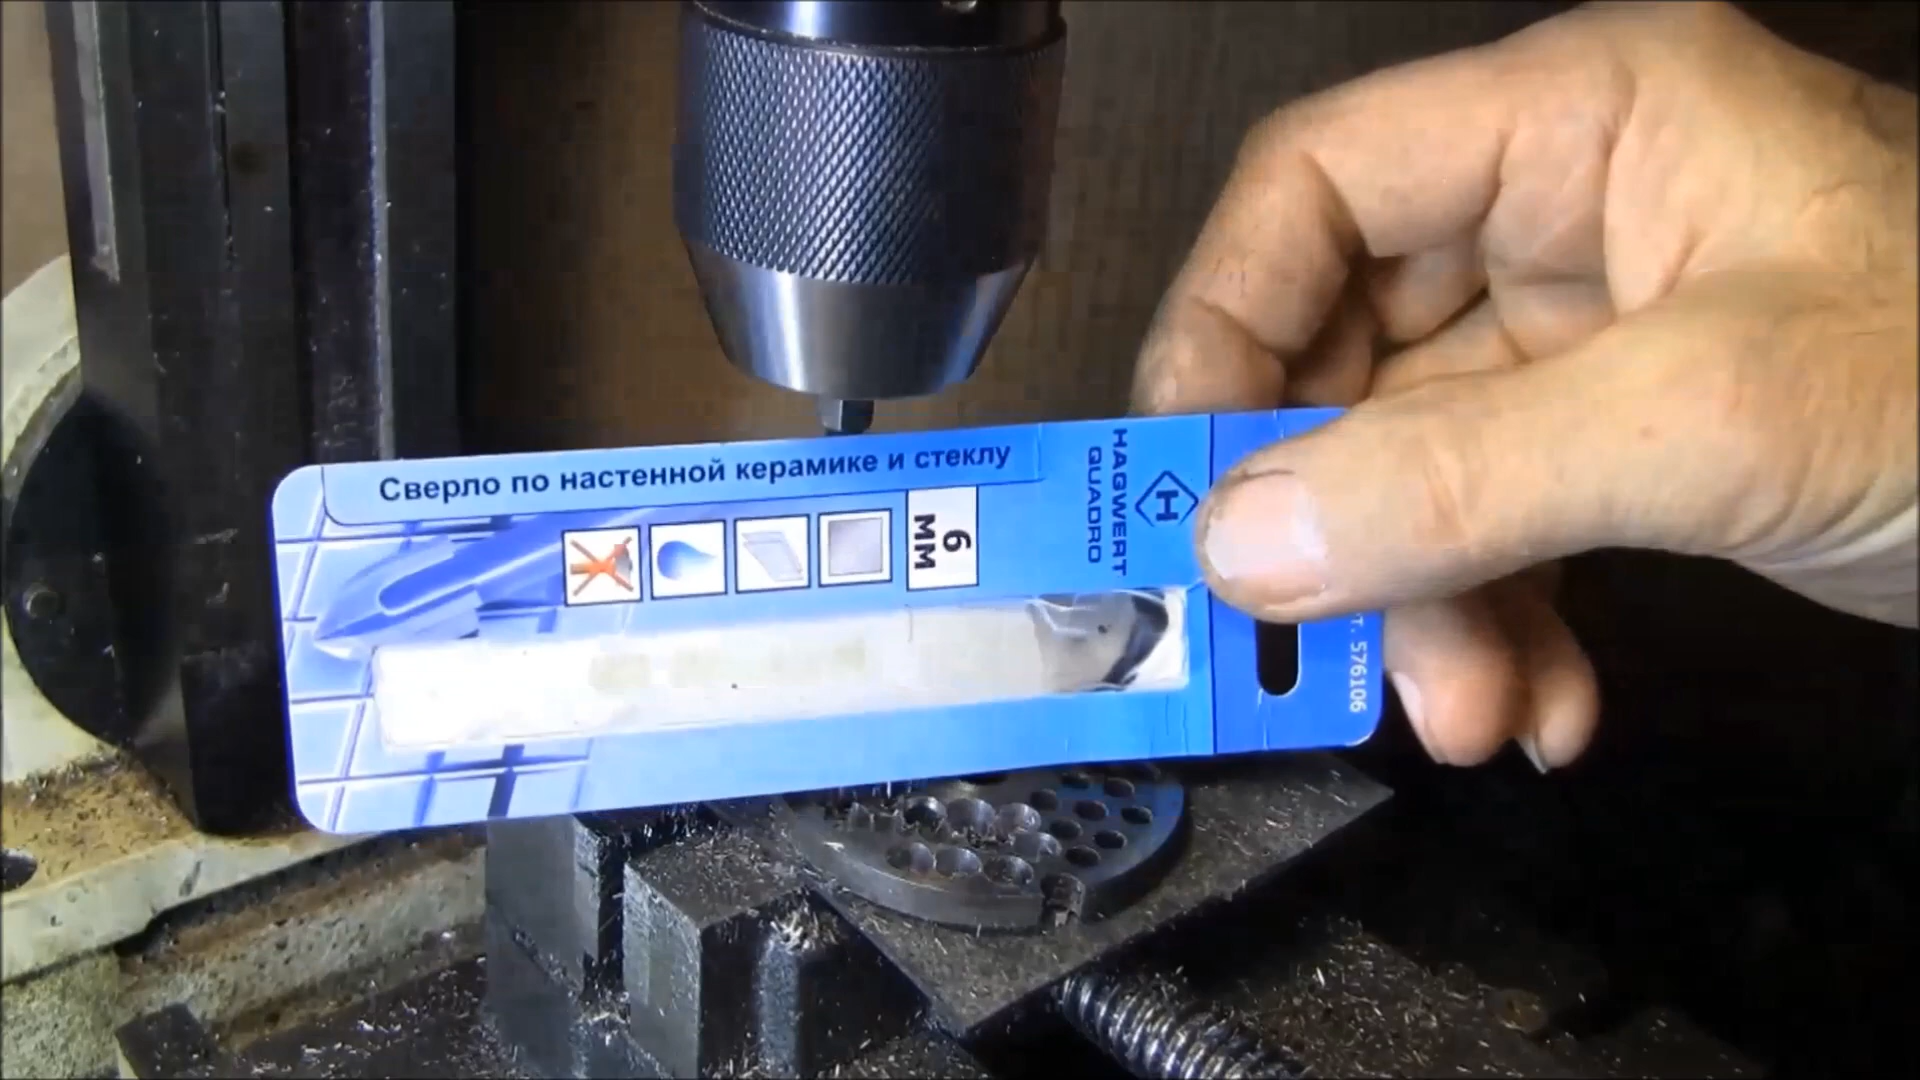 Сверло по настенной керамике и стеклу
6
мм
HAGWERT
QUADRO
576106